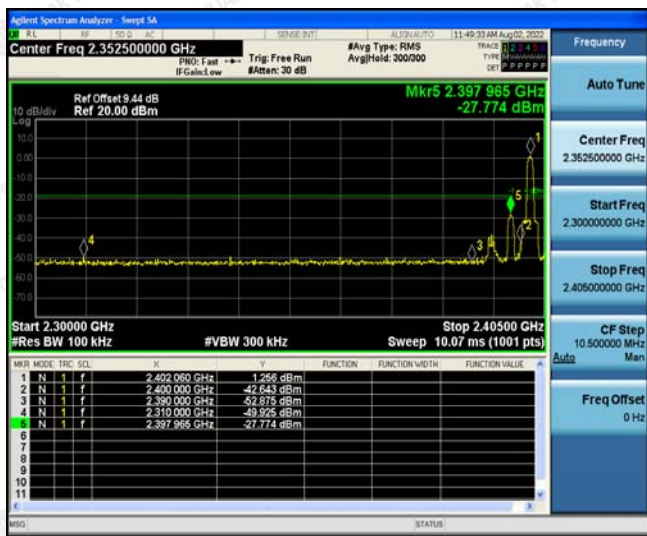 Agilent Spectrum Analyzer - Swept SA
RL RF 50 Ω AC SENSE:INT ALIGN AUTO 11:49:33 AM Aug 02, 2022
Center Freq 2.352500000 GHz
PNO: Fast
IFGain:Low
Trig: Free Run
#Atten: 30 dB
#Avg Type: RMS
Avg|Hold: 300/300
TRACE 1 2 3 4 5 6
TYPE
DET P P P P P P
Frequency
Auto Tune
Center Freq
2.352500000 GHz
Start Freq
2.300000000 GHz
Stop Freq
2.405000000 GHz
CF Step
10.500000 MHz
Auto Man
Freq Offset
0 Hz
Mkr5 2.397 965 GHz
-27.774 dBm
Ref Offset 9.44 dB
Ref 20.00 dBm
10 dB/div
Log
10.0
0.00
-10.0
-20.0
-30.0
-40.0
-50.0
-60.0
-70.0
1
5
2
3
4
Start 2.30000 GHz
Stop 2.40500 GHz
#Res BW 100 kHz #VBW 300 kHz Sweep 10.07 ms (1001 pts)
MKR MODE TRC SCL X Y FUNCTION FUNCTION WIDTH FUNCTION VALUE
1 N 1 f 2.402 060 GHz 1.256 dBm
2 N 1 f 2.400 000 GHz -42.643 dBm
3 N 1 f 2.390 000 GHz -52.875 dBm
4 N 1 f 2.310 000 GHz -49.925 dBm
5 N 1 f 2.397 965 GHz -27.774 dBm
6
7
8
9
10
11
MSG STATUS